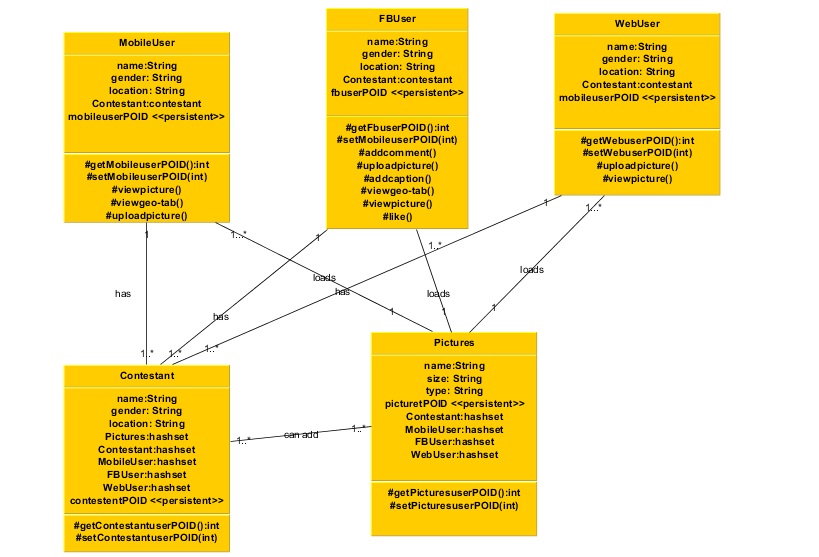 MobileUser
name:String
gender: String
location: String
Contestant:contestant
mobileuserPOID <<persistent>>
#getMobileuserPOID():int
#setMobileuserPOID(int)
#viewpicture()
#viewgeo-tab()
#uploadpicture()
FBUser
name:String
gender: String
location: String
Contestant:contestant
fbuserPOID <<persistent>>
#getFbuserPOID():int
#setMobileuserPOID(int)
#addcomment()
#uploadpicture()
#addcaption()
#viewgeo-tab()
#viewpicture()
#like()
WebUser
name:String
gender: String
location: String
Contestant:contestant
mobileuserPOID <<persistent>>
#getWebuserPOID():int
#setWebuserPOID(int)
#uploadpicture()
#viewpicture()
1
1...*
1
1..*
1
1...*
has
loads
has
loads
loads
has
1
1
1
1..*
1..*
1..*
Contestant
name:String
gender: String
location: String
Pictures:hashset
Contestant:hashset
MobileUser:hashset
FBUser:hashset
WebUser:hashset
contestentPOID <<persistent>>
#getContestantuserPOID():int
#setContestantuserPOID(int)
1..*
can add
1..*
Pictures
name:String
size: String
type: String
picturetPOID <<persistent>>
Contestant:hashset
MobileUser:hashset
FBUser:hashset
WebUser:hashset
#getPicturesuserPOID():int
#setPicturesuserPOID(int)